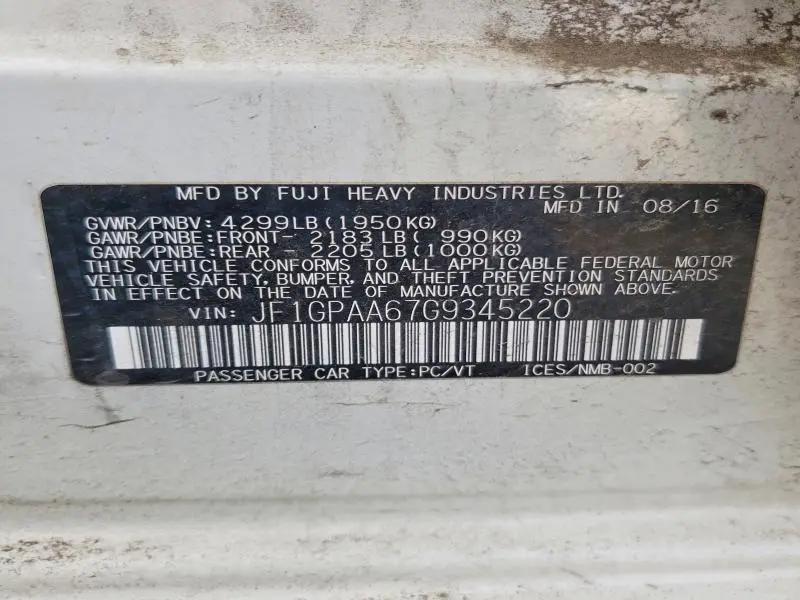 MFD BY FUJI HEAVY INDUSTRIES LTD.
MFD IN 08/16
GVWR/PNBV: 4299LB(1950KG)
GAWR/PNBE:FRONT- 2183LB( 990KG)
GAWR/PNBE:REAR - 2205LB(1000KG)
THIS VEHICLE CONFORMS TO ALL APPLICABLE FEDERAL MOTOR
VEHICLE SAFETY, BUMPER, AND THEFT PREVENTION STANDARDS
IN EFFECT ON THE DATE OF MANUFACTURE SHOWN ABOVE.
VIN: JF1GPAA67G9345220
PASSENGER CAR TYPE:PC/VT ICES/NMB-002